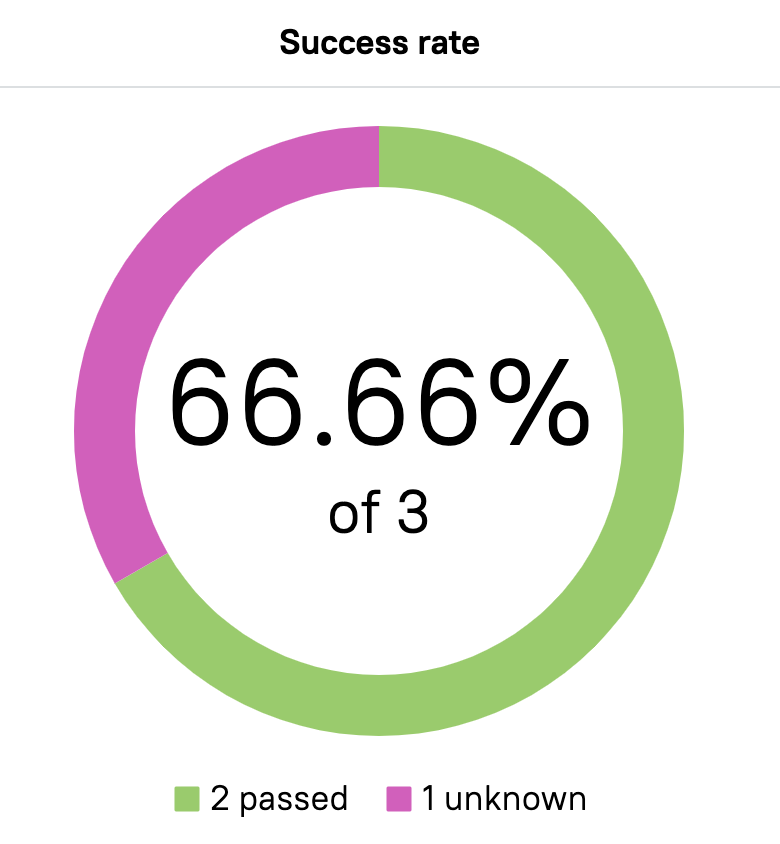 Success rate
66.66%
of 3
2 passed
1 unknown